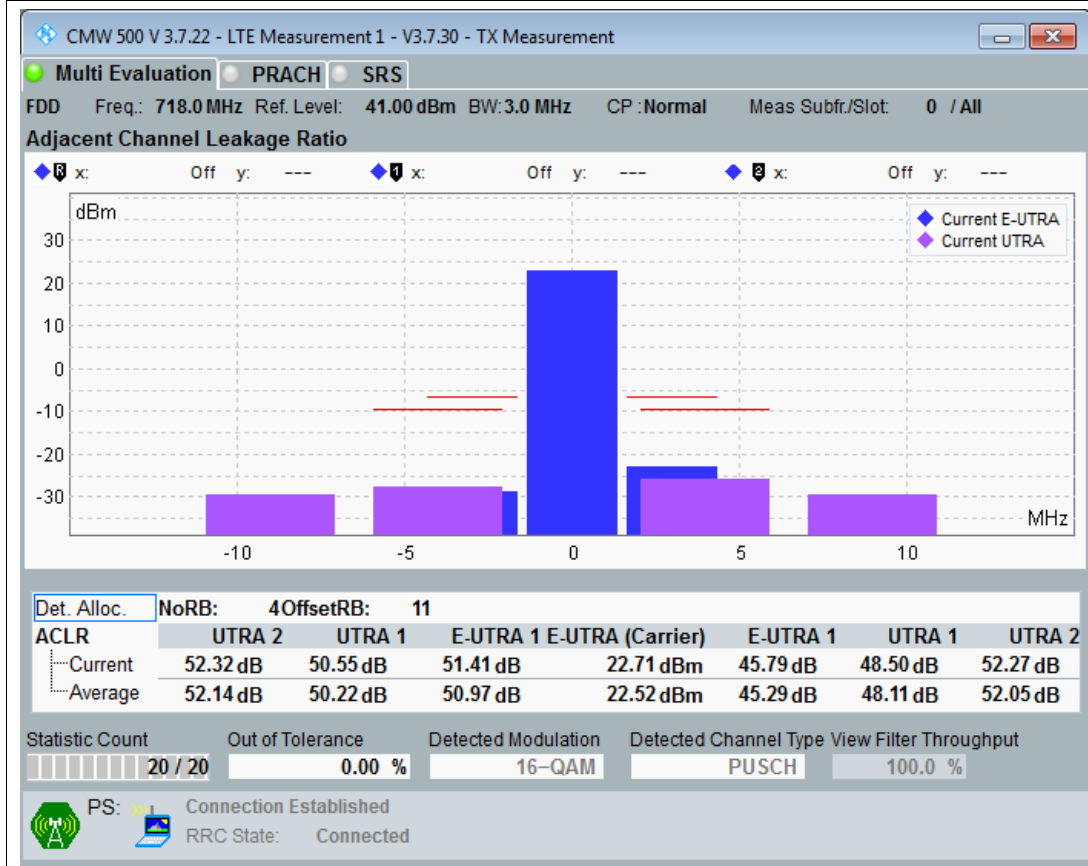 CMW 500 V 3.7.22 - LTE Measurement 1 - V3.7.30 - TX Measurement
Multi Evaluation PRACH SRS
FDD Freq.: 718.0 MHz Ref. Level: 41.00 dBm BW: 3.0 MHz CP : Normal Meas Subfr./Slot: 0 / All
Adjacent Channel Leakage Ratio
R x: Off y: --- 1 x: Off y: --- 2 x: Off y: ---
dBm
Current E-UTRA
Current UTRA
30
20
10
0
-10
-20
-30
MHz
-10 -5 0 5 10
Det. Alloc. NoRB: 4 OffsetRB: 11
ACLR UTRA 2 UTRA 1 E-UTRA 1 E-UTRA (Carrier) E-UTRA 1 UTRA 1 UTRA 2
Current 52.32 dB 50.55 dB 51.41 dB 22.71 dBm 45.79 dB 48.50 dB 52.27 dB
Average 52.14 dB 50.22 dB 50.97 dB 22.52 dBm 45.29 dB 48.11 dB 52.05 dB
Statistic Count Out of Tolerance Detected Modulation Detected Channel Type View Filter Throughput
20 / 20 0.00 % 16-QAM PUSCH 100.0 %
PS: Connection Established
RRC State: Connected